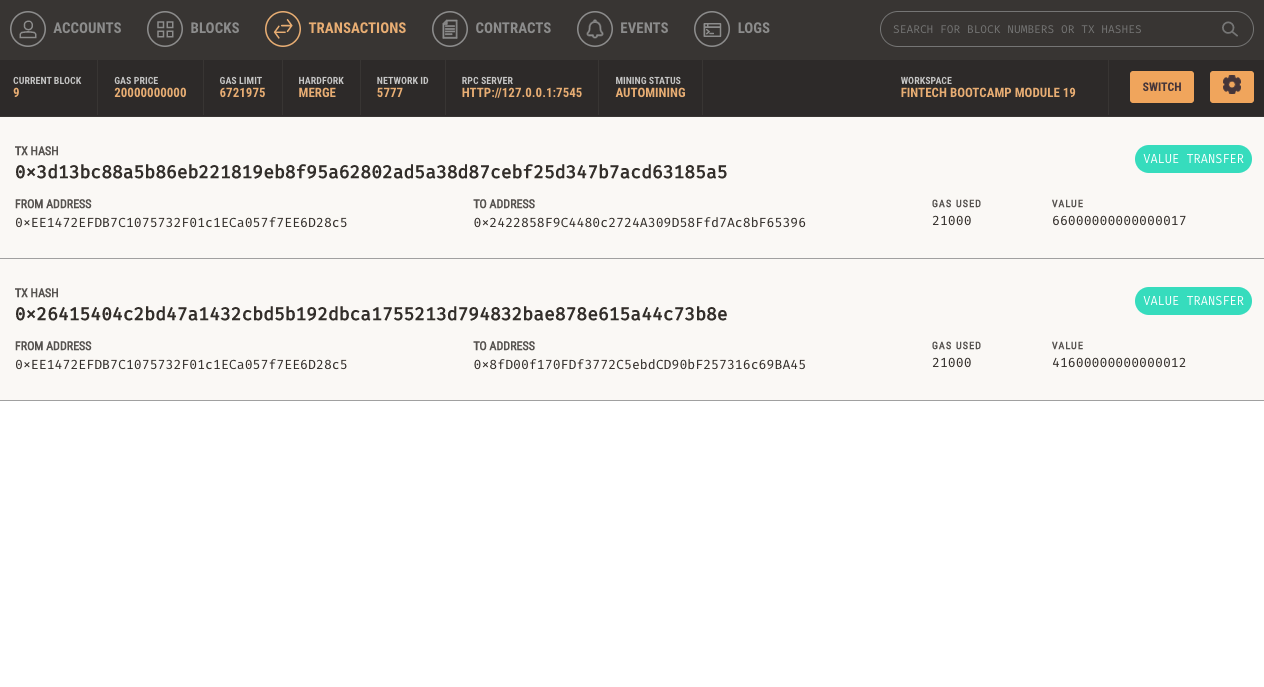 ACCOUNTS BLOCKS TRANSACTIONS CONTRACTS EVENTS LOGS SEARCH FOR BLOCK NUMBERS OR TX HASHES
CURRENT BLOCK GAS PRICE GAS LIMIT HARDFORK NETWORK ID RPC SERVER MINING STATUS WORKSPACE
9 20000000000 6721975 MERGE 5777 HTTP://127.0.0.1:7545 AUTOMINING FINTECH BOOTCAMP MODULE 19 SWITCH
TX HASH
0×3d13bc88a5b86eb221819eb8f95a62802ad5a38d87cebf25d347b7acd63185a5 VALUE TRANSFER
FROM ADDRESS TO ADDRESS GAS USED VALUE
0×EE1472EFDB7C1075732F01c1ECa057f7EE6D28c5 0×2422858F9C4480c2724A309D58Ffd7Ac8bF65396 21000 66000000000000017
TX HASH
0×26415404c2bd47a1432cbd5b192dbca1755213d794832bae878e615a44c73b8e VALUE TRANSFER
FROM ADDRESS TO ADDRESS GAS USED VALUE
0×EE1472EFDB7C1075732F01c1ECa057f7EE6D28c5 0×8fD00f170FDf3772C5ebdCD90bF257316c69BA45 21000 41600000000000012